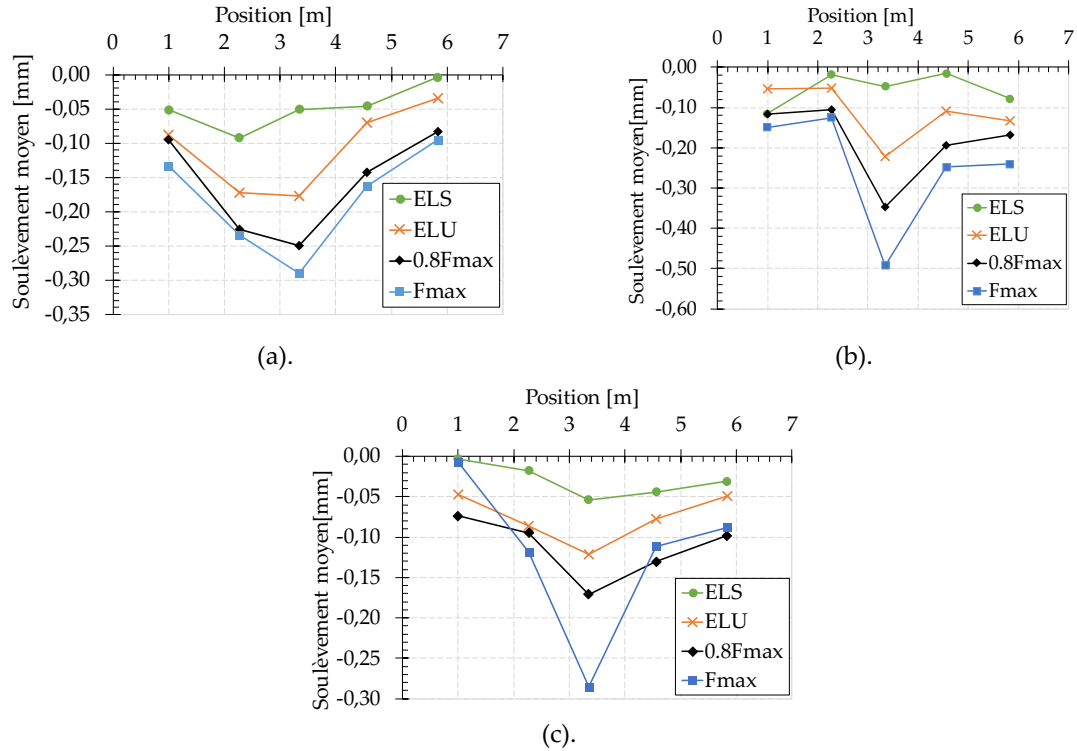 Position [m]
0 1 2 3 4 5 6 7
Soulèvement moyen [mm]
0,00
-0,05
-0,10
-0,15
-0,20
-0,25
-0,30
-0,35
ELS
ELU
0.8Fmax
Fmax
(a).
Position [m]
0 1 2 3 4 5 6 7
Soulèvement moyen [mm]
0,00
-0,10
-0,20
-0,30
-0,40
-0,50
-0,60
ELS
ELU
0.8Fmax
Fmax
(b).
Position [m]
0 1 2 3 4 5 6 7
Soulèvement moyen[mm]
0,00
-0,05
-0,10
-0,15
-0,20
-0,25
-0,30
ELS
ELU
0.8Fmax
Fmax
(c).